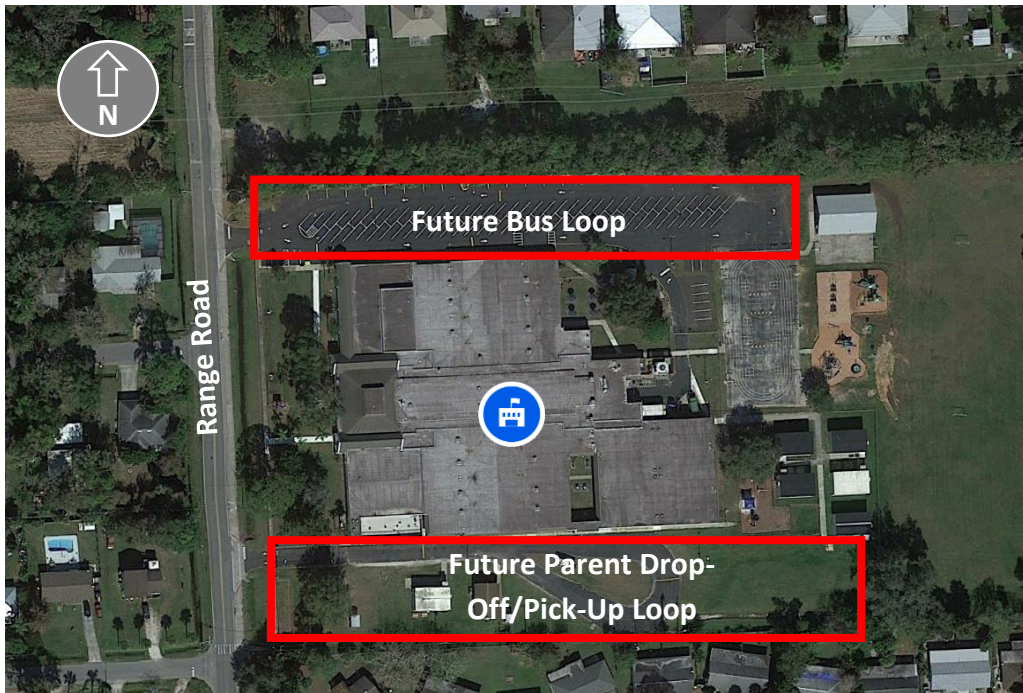 N
Future Bus Loop
Range Road
Future Parent Drop-
Off/Pick-Up Loop